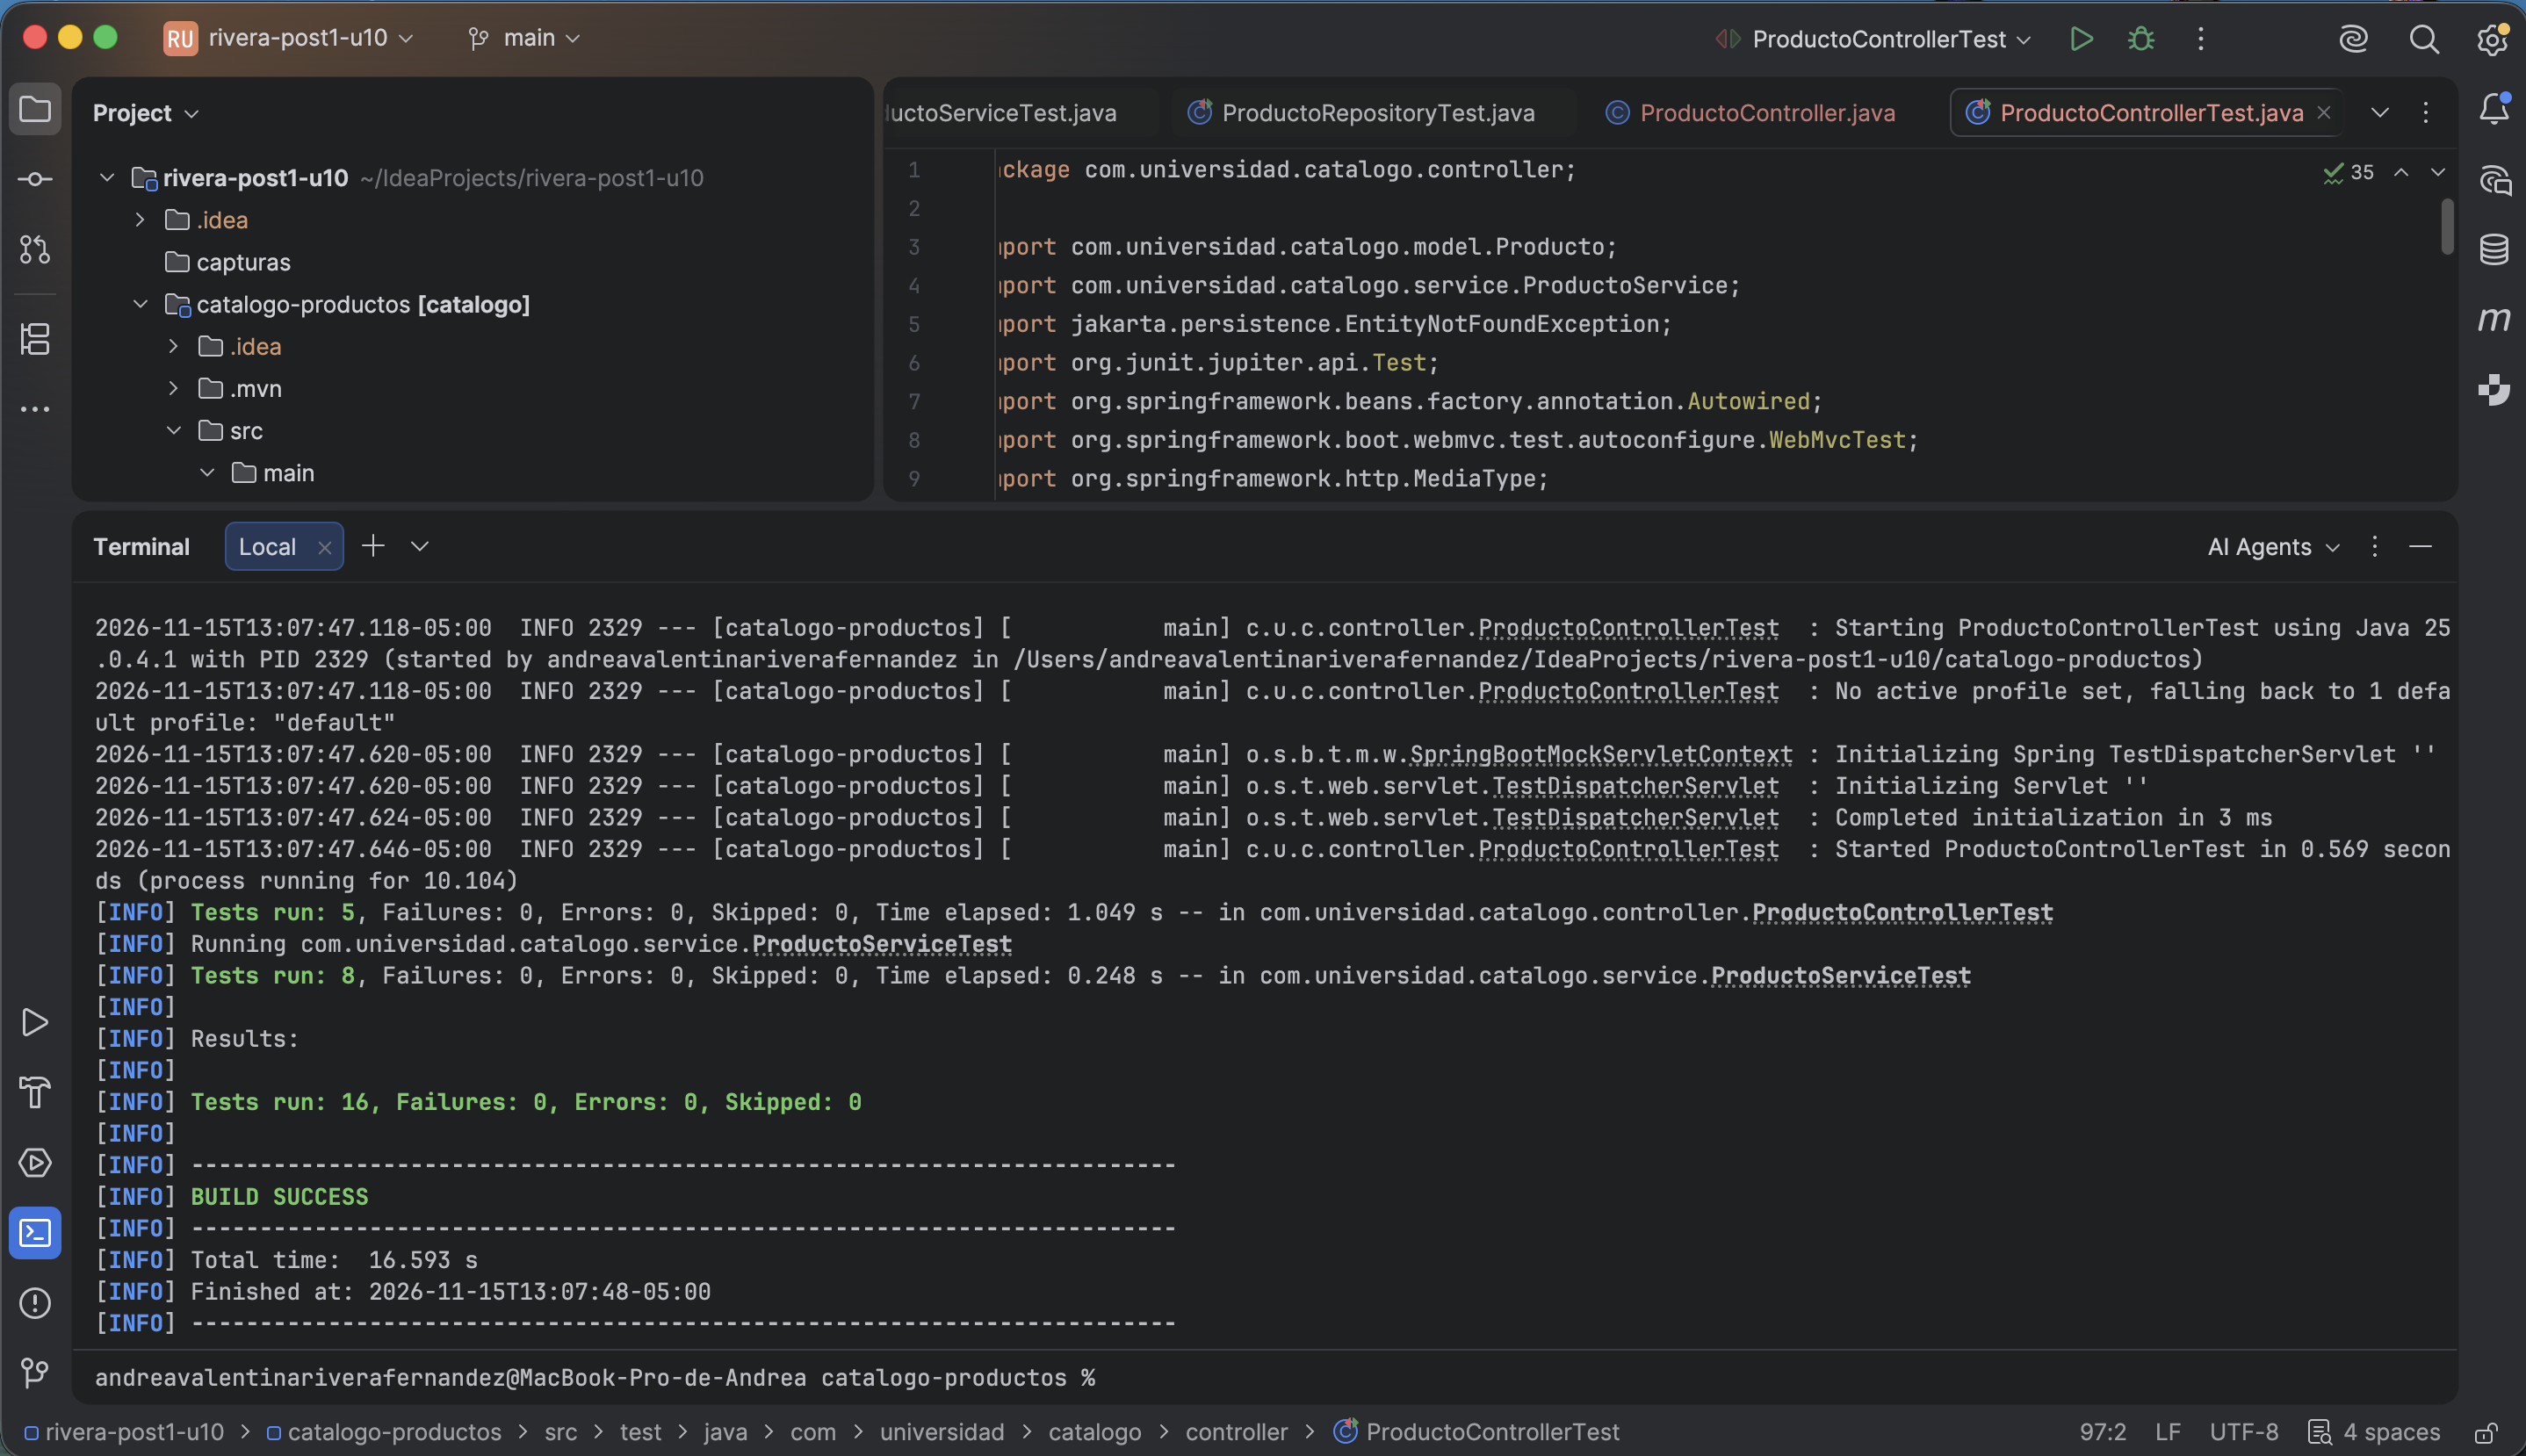 RU rivera-post1-u10 main ProductoControllerTest
Project
rivera-post1-u10 ~/IdeaProjects/rivera-post1-u10
.idea
capturas
catalogo-productos [catalogo]
.idea
.mvn
src
main
uctoServiceTest.java ProductoRepositoryTest.java ProductoController.java ProductoControllerTest.java
35
1 ckage com.universidad.catalogo.controller;
2
3 port com.universidad.catalogo.model.Producto;
4 port com.universidad.catalogo.service.ProductoService;
5 port jakarta.persistence.EntityNotFoundException;
6 port org.junit.jupiter.api.Test;
7 port org.springframework.beans.factory.annotation.Autowired;
8 port org.springframework.boot.webmvc.test.autoconfigure.WebMvcTest;
9 port org.springframework.http.MediaType;
m
Terminal Local AI Agents
2026-11-15T13:07:47.118-05:00  INFO 2329 --- [catalogo-productos] [           main] c.u.c.controller.ProductoControllerTest  : Starting ProductoControllerTest using Java 25
.0.4.1 with PID 2329 (started by andreavalentinariverafernandez in /Users/andreavalentinariverafernandez/IdeaProjects/rivera-post1-u10/catalogo-productos)
2026-11-15T13:07:47.118-05:00  INFO 2329 --- [catalogo-productos] [           main] c.u.c.controller.ProductoControllerTest  : No active profile set, falling back to 1 defa
ult profile: "default"
2026-11-15T13:07:47.620-05:00  INFO 2329 --- [catalogo-productos] [           main] o.s.b.t.m.w.SpringBootMockServletContext : Initializing Spring TestDispatcherServlet ''
2026-11-15T13:07:47.620-05:00  INFO 2329 --- [catalogo-productos] [           main] o.s.t.web.servlet.TestDispatcherServlet  : Initializing Servlet ''
2026-11-15T13:07:47.624-05:00  INFO 2329 --- [catalogo-productos] [           main] o.s.t.web.servlet.TestDispatcherServlet  : Completed initialization in 3 ms
2026-11-15T13:07:47.646-05:00  INFO 2329 --- [catalogo-productos] [           main] c.u.c.controller.ProductoControllerTest  : Started ProductoControllerTest in 0.569 secon
ds (process running for 10.104)
[INFO] Tests run: 5, Failures: 0, Errors: 0, Skipped: 0, Time elapsed: 1.049 s -- in com.universidad.catalogo.controller.ProductoControllerTest
[INFO] Running com.universidad.catalogo.service.ProductoServiceTest
[INFO] Tests run: 8, Failures: 0, Errors: 0, Skipped: 0, Time elapsed: 0.248 s -- in com.universidad.catalogo.service.ProductoServiceTest
[INFO]
[INFO] Results:
[INFO]
[INFO] Tests run: 16, Failures: 0, Errors: 0, Skipped: 0
[INFO]
[INFO] ------------------------------------------------------------------------
[INFO] BUILD SUCCESS
[INFO] ------------------------------------------------------------------------
[INFO] Total time:  16.593 s
[INFO] Finished at: 2026-11-15T13:07:48-05:00
[INFO] ------------------------------------------------------------------------
andreavalentinariverafernandez@MacBook-Pro-de-Andrea catalogo-productos %
rivera-post1-u10 > catalogo-productos > src > test > java > com > universidad > catalogo > controller > ProductoControllerTest 97:2 LF UTF-8 4 spaces